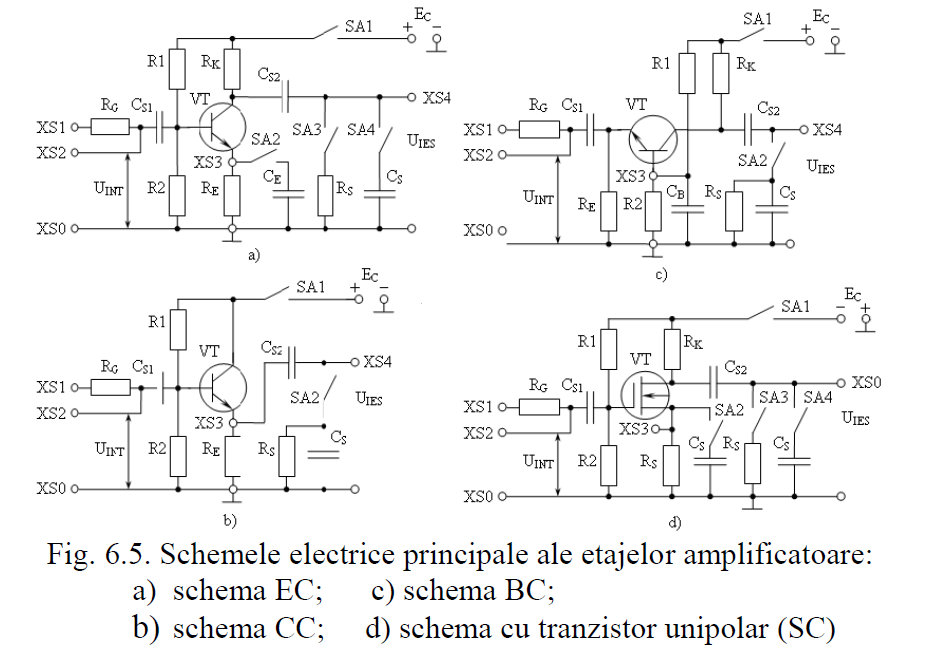 Ec
+ −
SA1
R1 RK CS2
RG CS1 VT XS4
XS1 SA3 SA4
XS2 SA2 UIES
XS3
UINT R2 RE CE RS CS
XS0
a)
Ec
SA1 + −
R1 RK
CS2
RG CS1 VT
XS1 XS4
XS2 SA2 UIES
XS3
UINT RE R2 CB RS CS
XS0
c)
Ec
SA1 + −
R1
VT CS2
RG CS1 XS4
XS1 SA2 UIES
XS2
XS3
UINT R2 RE RS CS
XS0
b)
Ec
SA1 − +
R1 RK
VT CS2
RG CS1 XS0
XS1 SA2 SA3 SA4
XS2 XS3 UIES
UINT R2 RS CS RS CS
XS0
d)
Fig. 6.5. Schemele electrice principale ale etajelor amplificatoare:
a) schema EC; c) schema BC;
b) schema CC; d) schema cu tranzistor unipolar (SC)